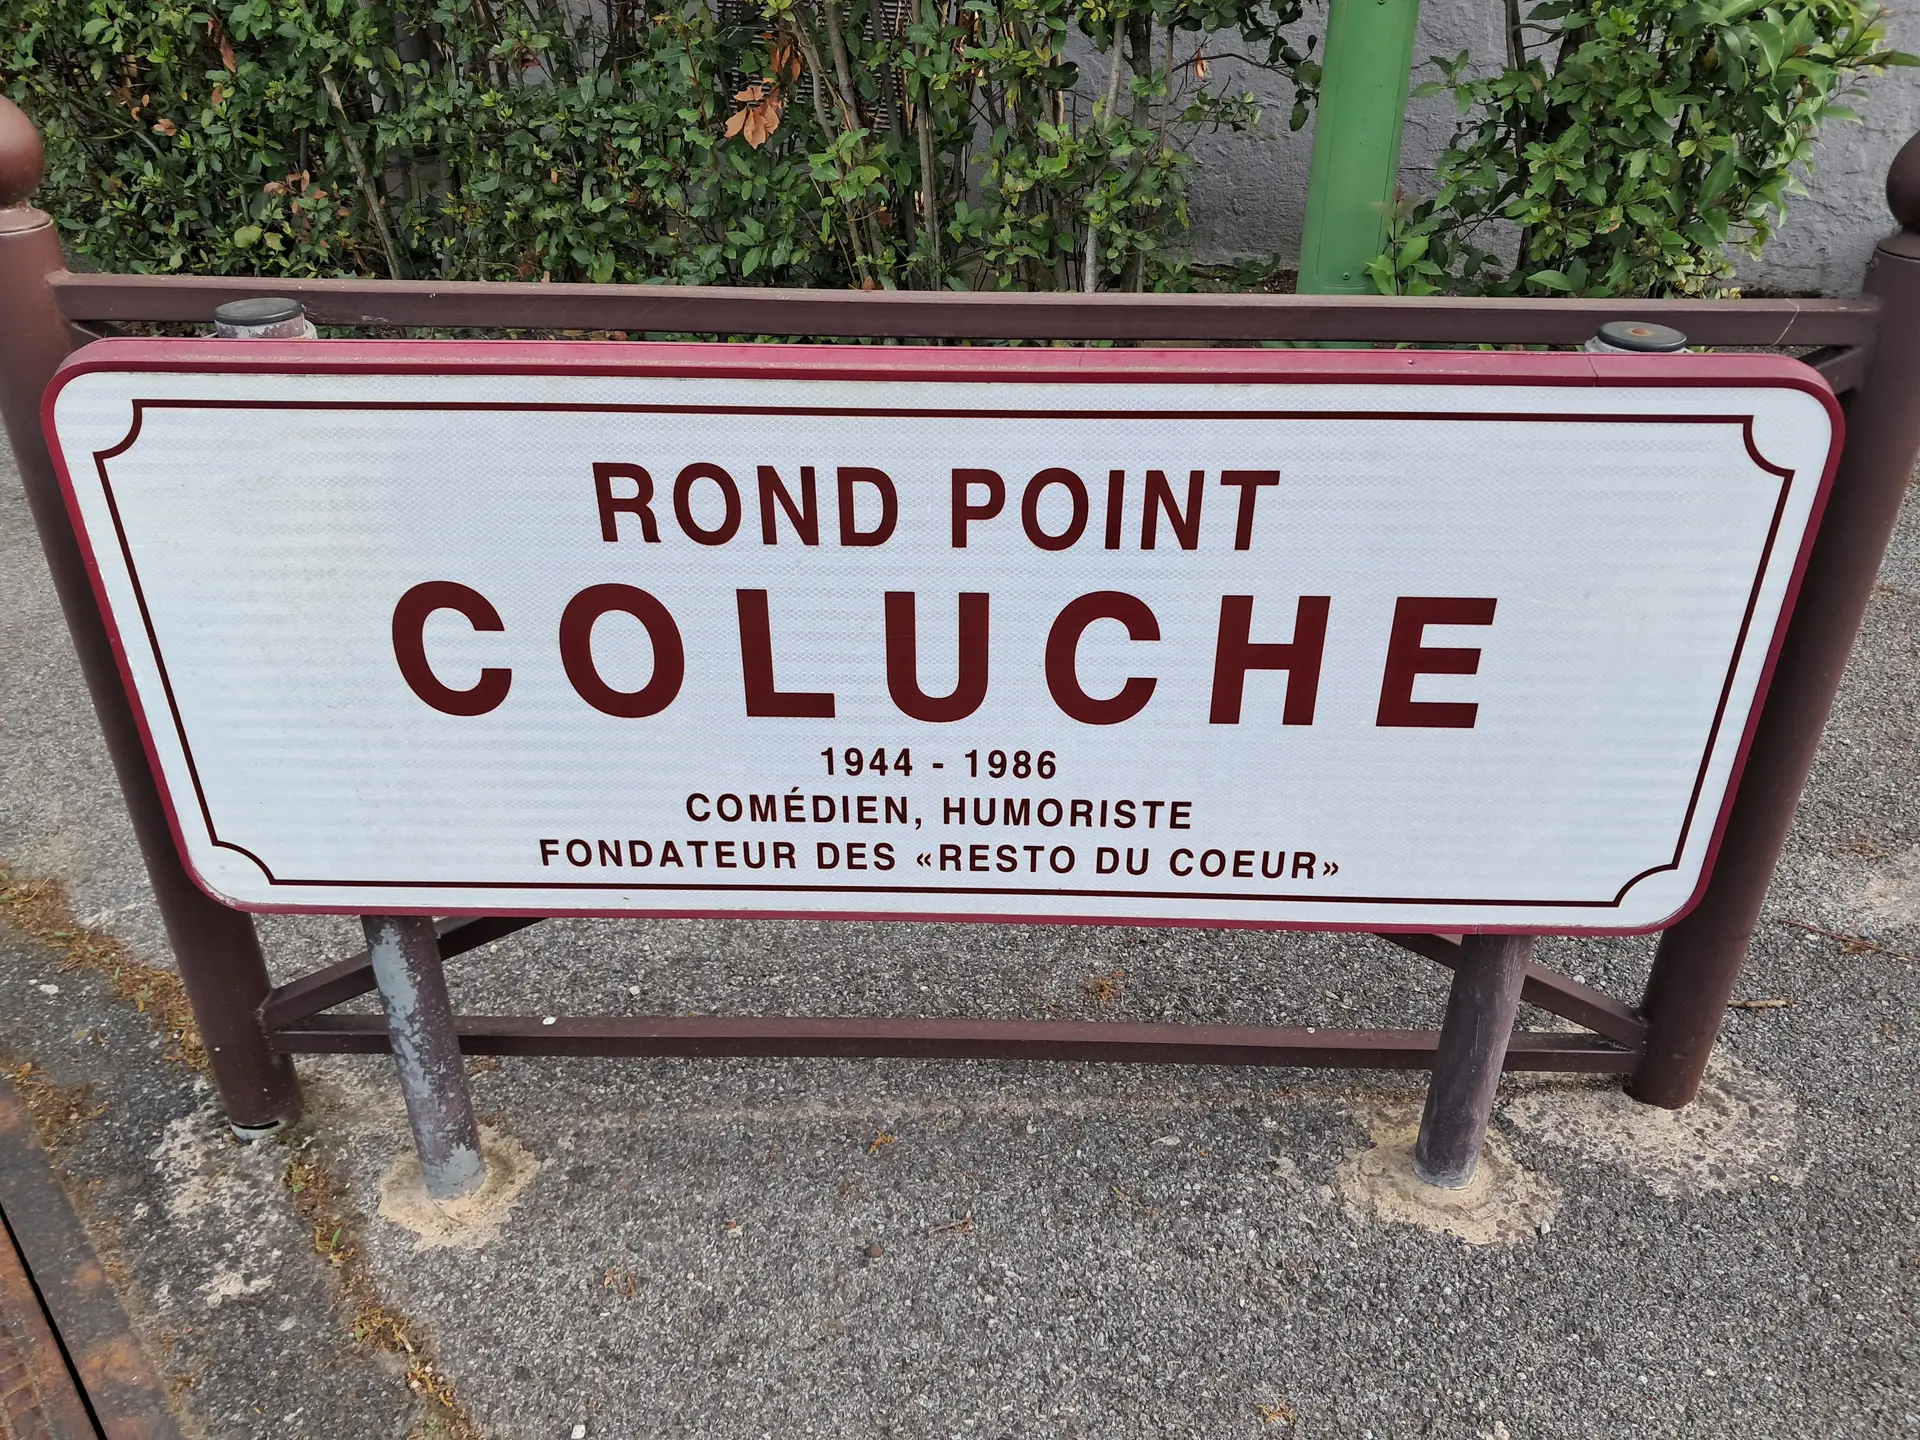 ROND POINT
COLUCHE
1944 - 1986
COMÉDIEN, HUMORISTE
FONDATEUR DES «RESTO DU COEUR»